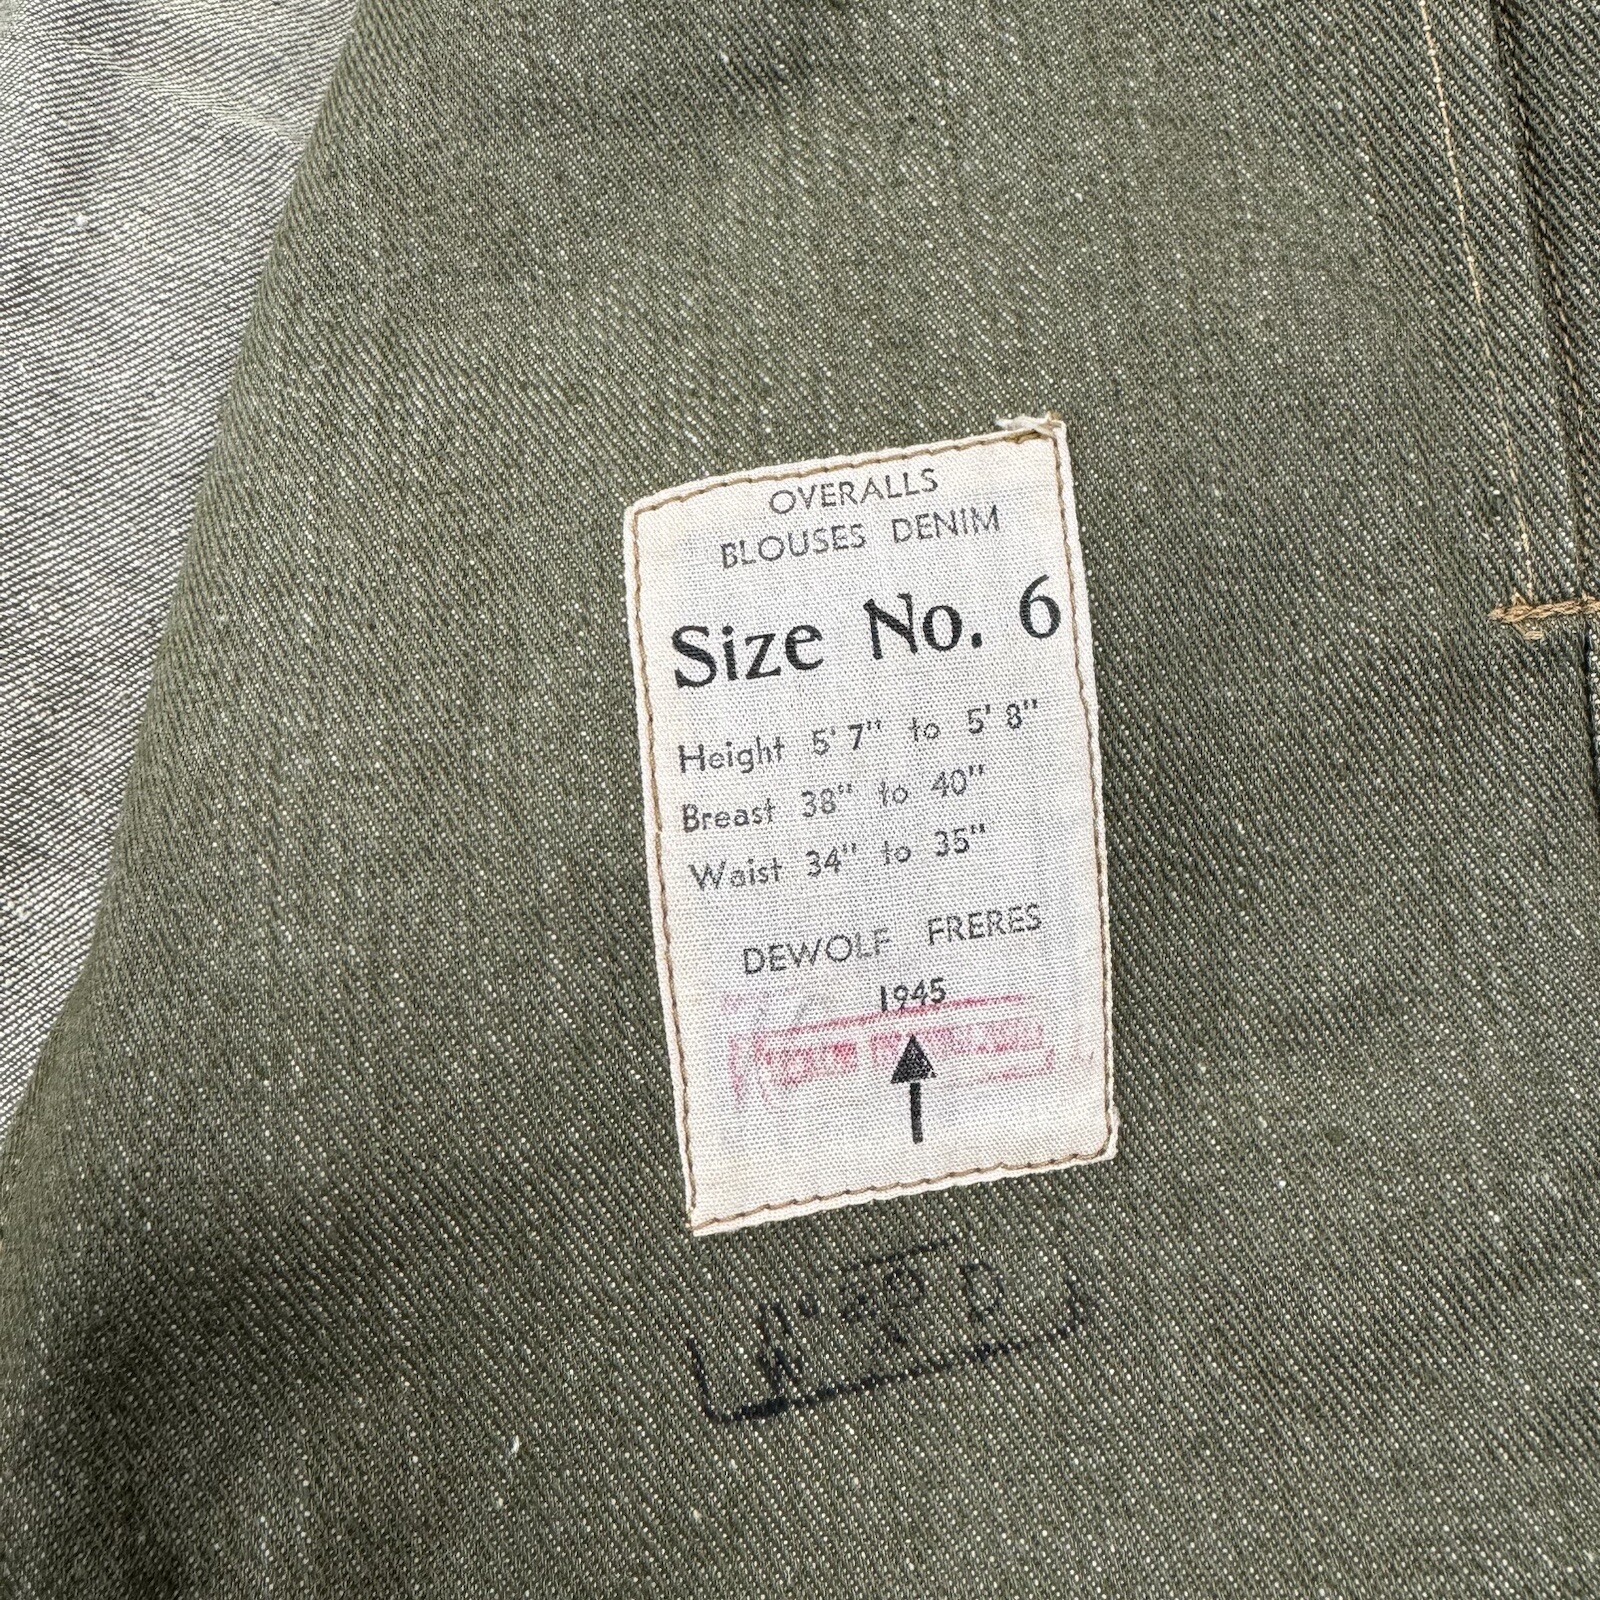 OVERALLS
BLOUSES DENIM
Size No. 6
Height 5' 7" to 5' 8"
Breast 38" to 40"
Waist 34" to 35"
DEWOLF FRERES
1945